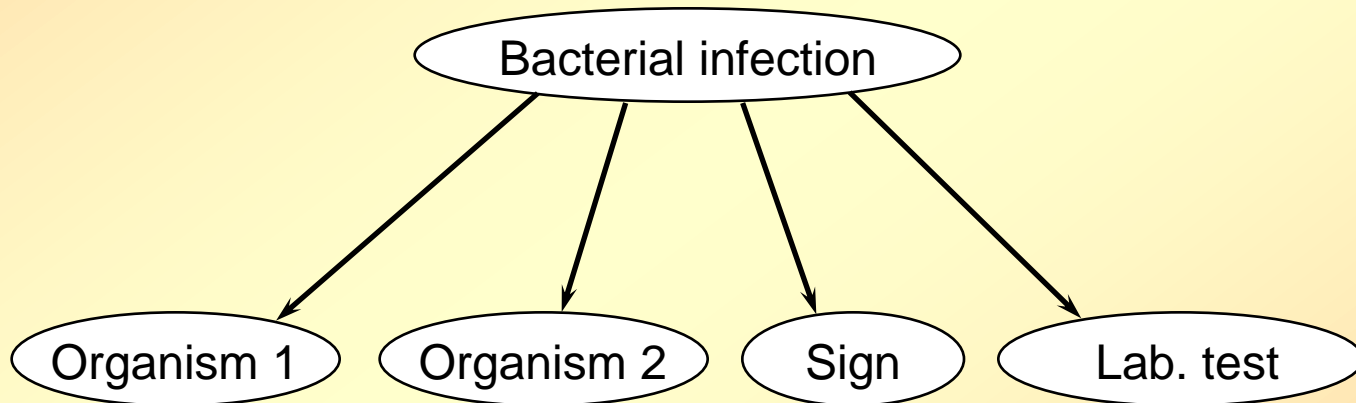 Bacterial infection
Organism 1
Organism 2
Sign
Lab. test